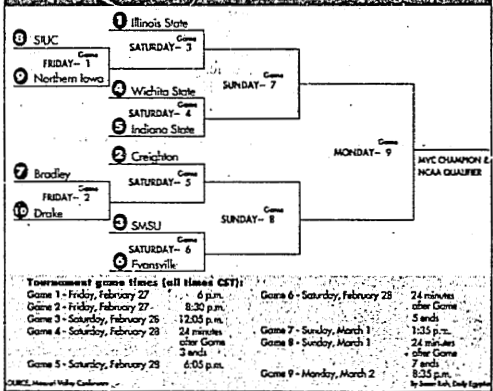 1 Illinois State
8 SIUC
Game
SATURDAY- 3
Game
FRIDAY- 1
9 Northern Iowa
Game
SUNDAY- 7
4 Wichita State
Game
SATURDAY- 4
5 Indiana State
Game
MONDAY- 9
MVC CHAMPION &
NCAA QUALIFIER
2 Creighton
7 Bradley
Game
SATURDAY- 5
Game
FRIDAY- 2
10 Drake
Game
SUNDAY- 8
3 SMSU
Game
SATURDAY- 6
6 Evansville
Tournament game times (all times CST):
Game 1 - Friday, February 27 6 p.m.
Game 2 - Friday, February 27 8:30 p.m.
Game 3 - Saturday, February 28 12:05 p.m.
Game 4 - Saturday, February 28 24 minutes
after Game
3 ends
Game 5 - Saturday, February 28 6:05 p.m.
Game 6 - Saturday, February 28 24 minutes
after Game
5 ends
Game 7 - Sunday, March 1 1:35 p.m.
Game 8 - Sunday, March 1 24 minutes
after Game
7 ends
Game 9 - Monday, March 2 8:35 p.m.
SOURCE: Missouri Valley Conference
By Daily Egyptian